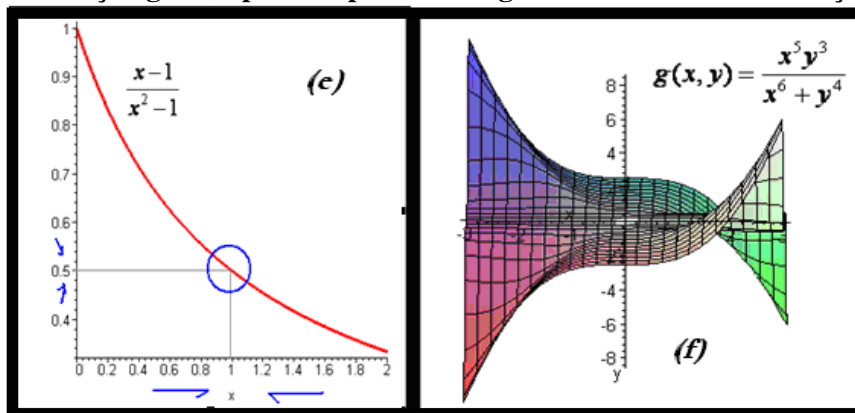 1
0.9
0.8
0.7
0.6
0.5
0.4
0 0.2 0.4 0.6 0.8 1.0 1.2 1.4 1.6 1.8 2
x
x-1
x²-1
(e)
g(x, y) = x⁵y³
x⁶ + y⁴
8
6
4
-2
-1
-4
-6
-8
y
(f)